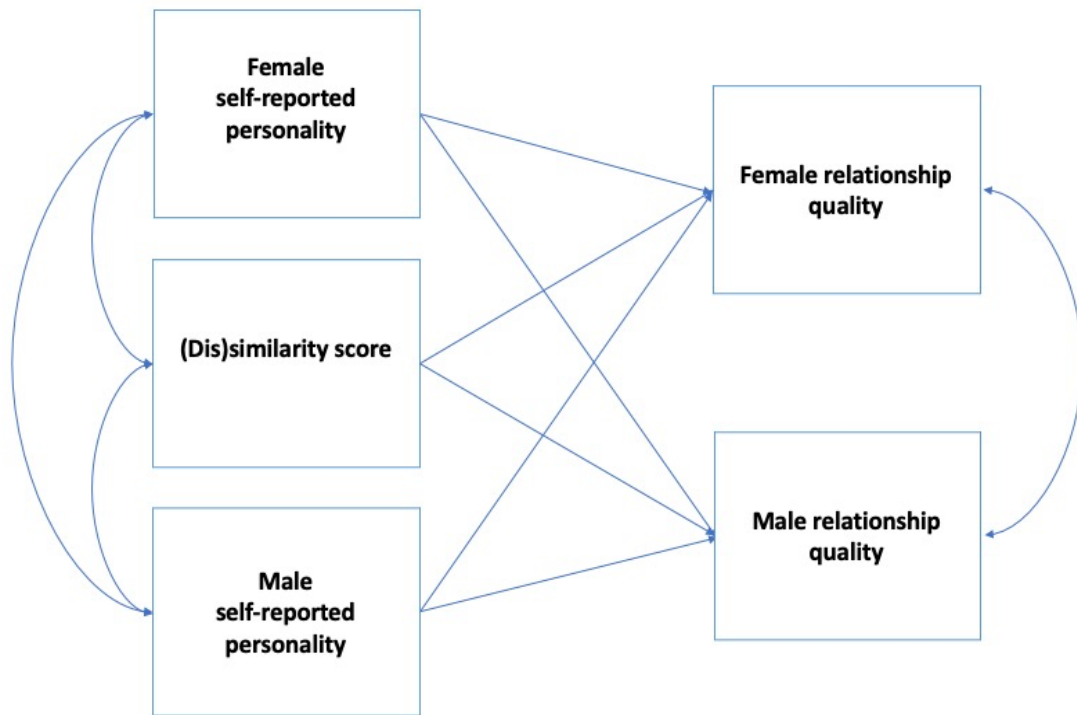 Female
self-reported
personality
Female relationship
quality
(Dis)similarity score
Male relationship
quality
Male
self-reported
personality